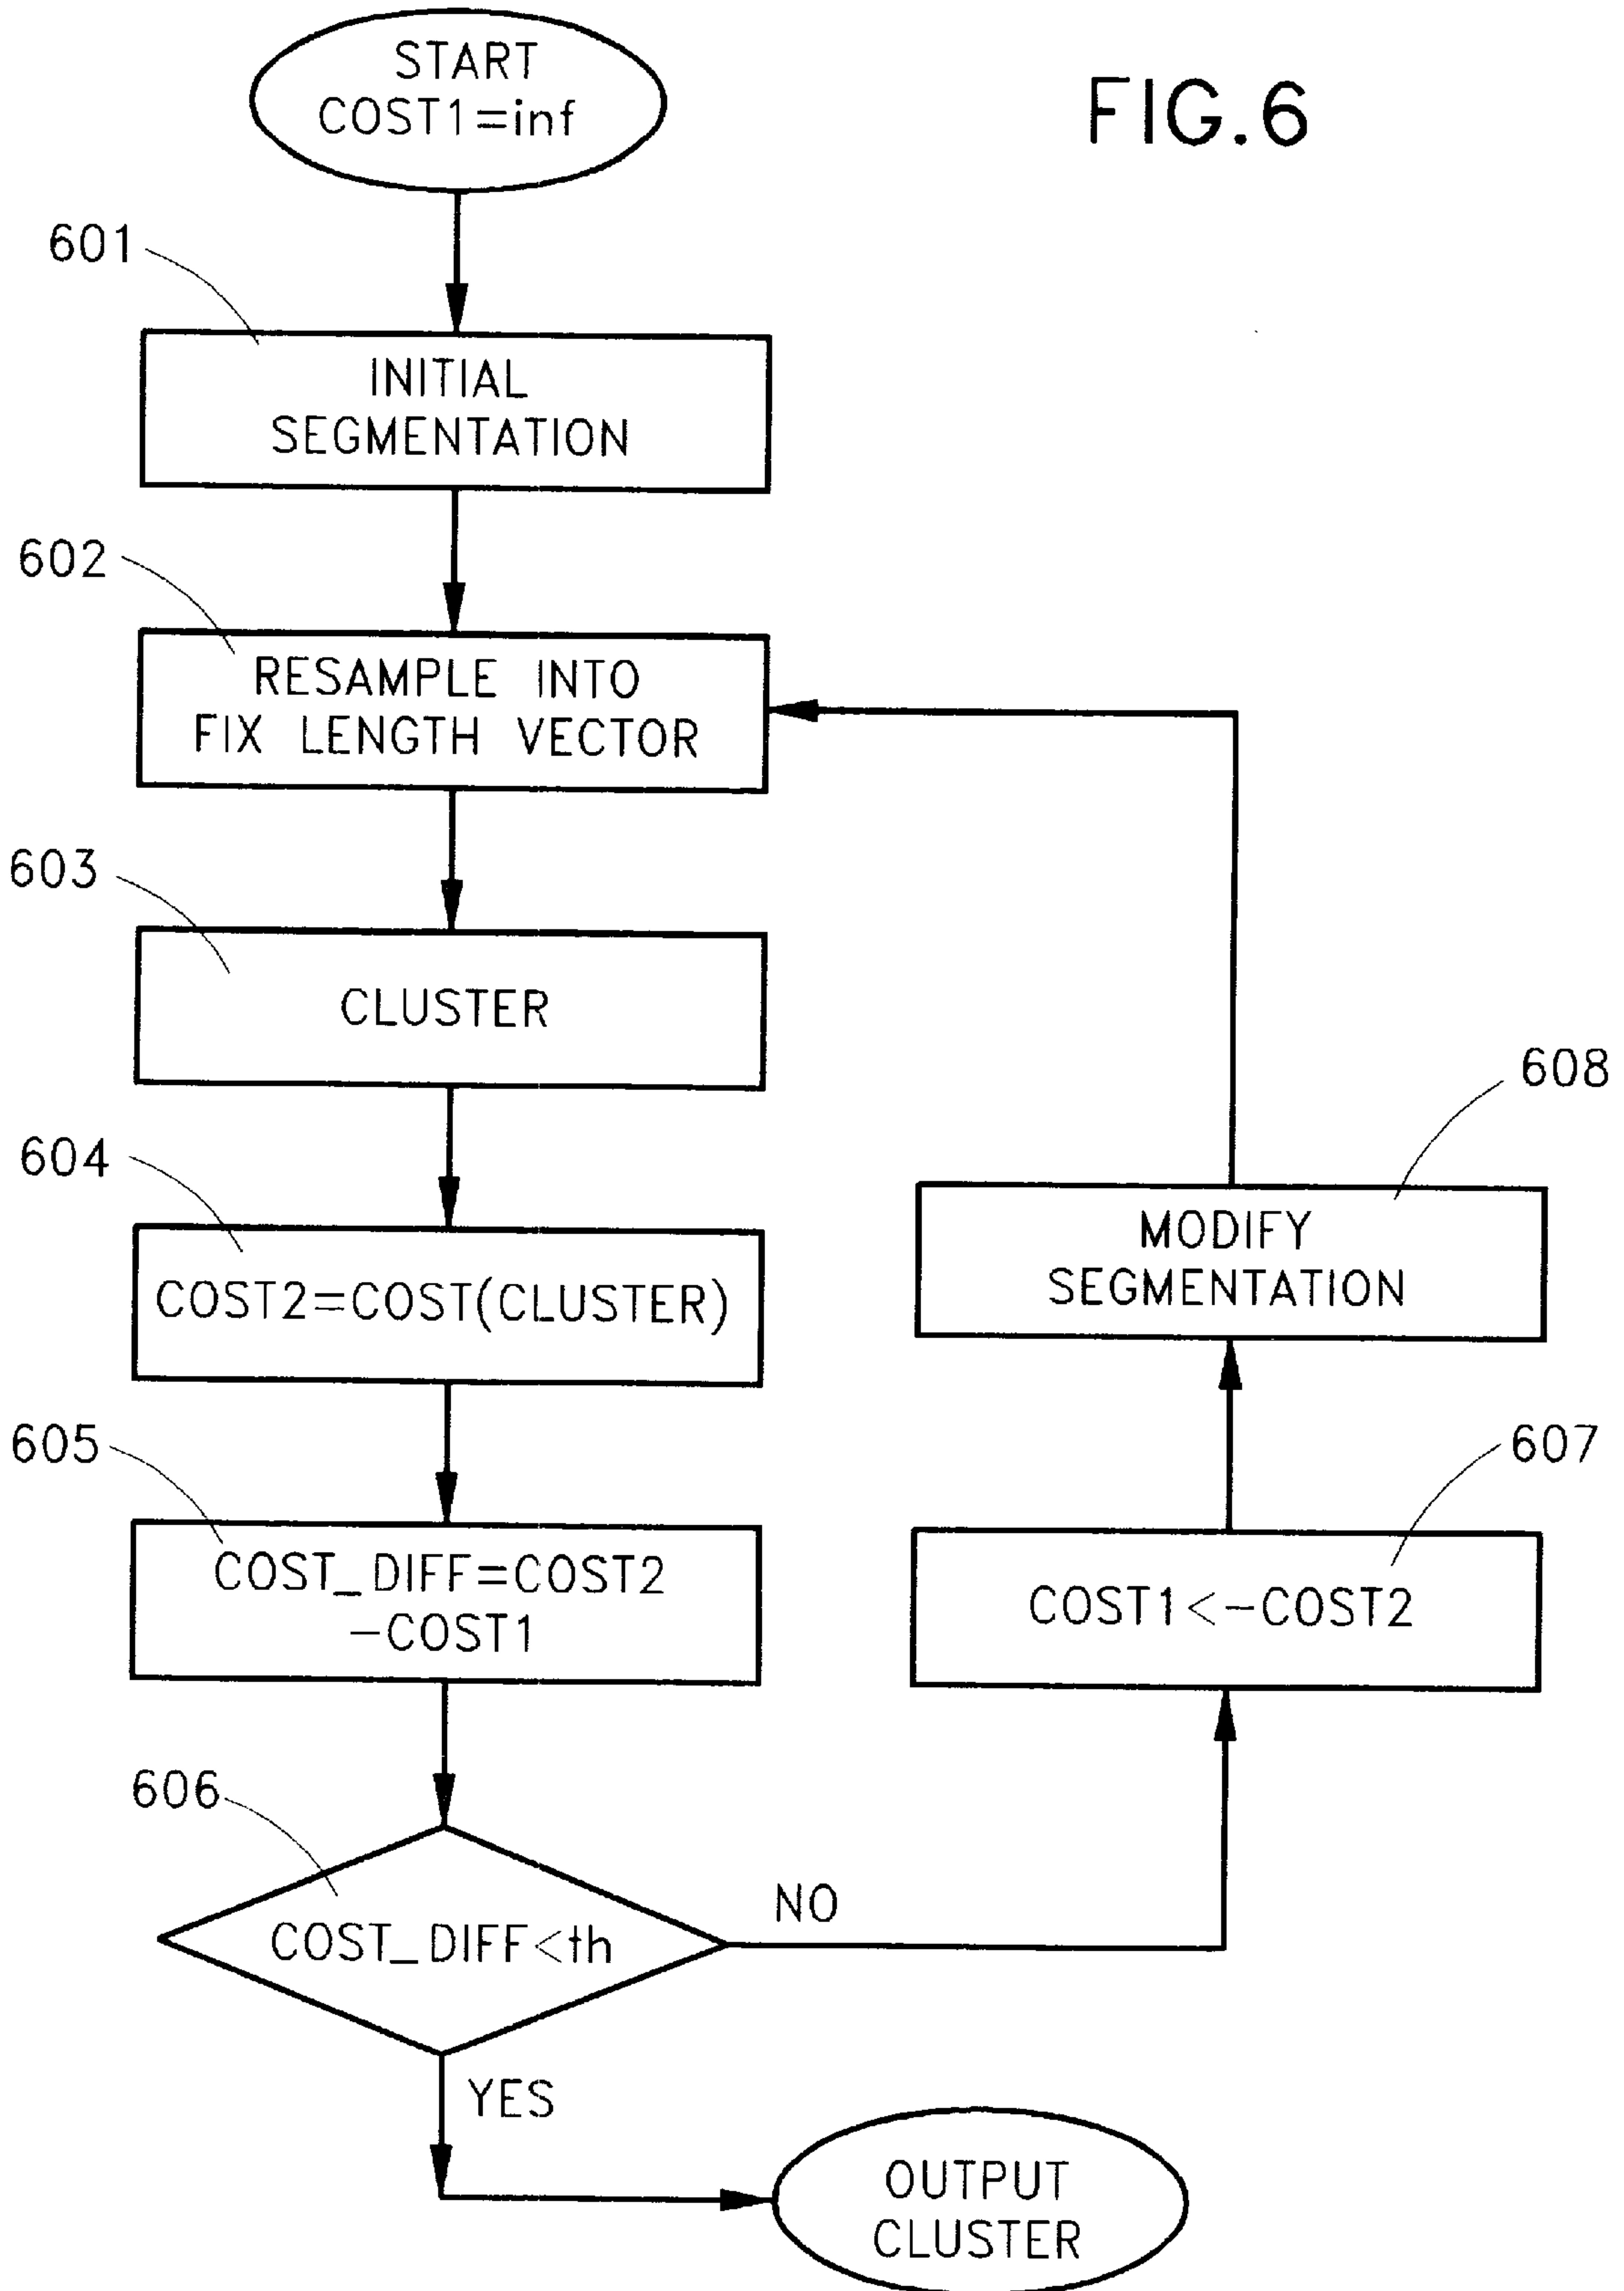 START
COST1=inf
FIG.6
601
INITIAL
SEGMENTATION
602
RESAMPLE INTO
FIX LENGTH VECTOR
603
CLUSTER
604
COST2=COST(CLUSTER)
605
COST_DIFF=COST2
-COST1
606
COST_DIFF<th
NO
YES
607
COST1<-COST2
608
MODIFY
SEGMENTATION
OUTPUT
CLUSTER